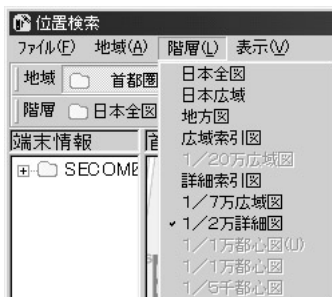 位置検索
ファイル(F) 地域(A) 階層(L) 表示(V)
地域 首都圏
階層 日本全図
端末情報 首
SECOME
日本全図
日本広域
地方図
広域索引図
1/20万広域図
詳細索引図
1/7万広域図
✓ 1/2万詳細図
1/1万都心図(U)
1/1万都心図
1/5千都心図